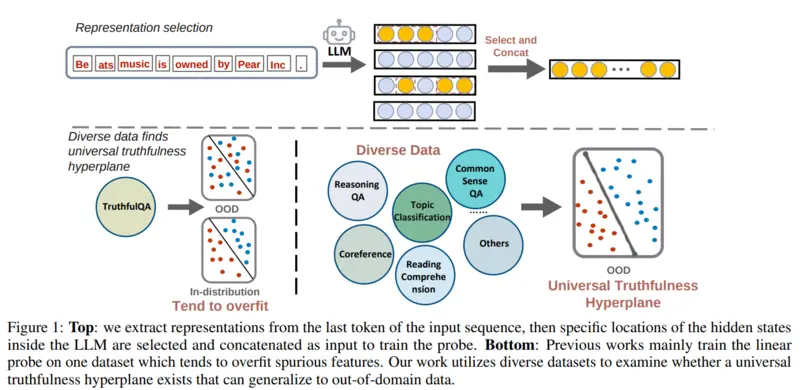 Representation selection
Be ats music is owned by Pear Inc .
LLM
Select and
Concat
Diverse data finds
universal truthfulness
hyperplane
TruthfulQA
OOD
In-distribution
Tend to overfit
Diverse Data
Reasoning
QA
Topic
Classification
Common
Sense
QA
......
Coreference
Reading
Comprehe
nsion
Others
OOD
Universal Truthfulness
Hyperplane
Figure 1: Top: we extract representations from the last token of the input sequence, then specific locations of the hidden states
inside the LLM are selected and concatenated as input to train the probe. Bottom: Previous works mainly train the linear
probe on one dataset which tends to overfit spurious features. Our work utilizes diverse datasets to examine whether a universal
truthfulness hyperplane exists that can generalize to out-of-domain data.